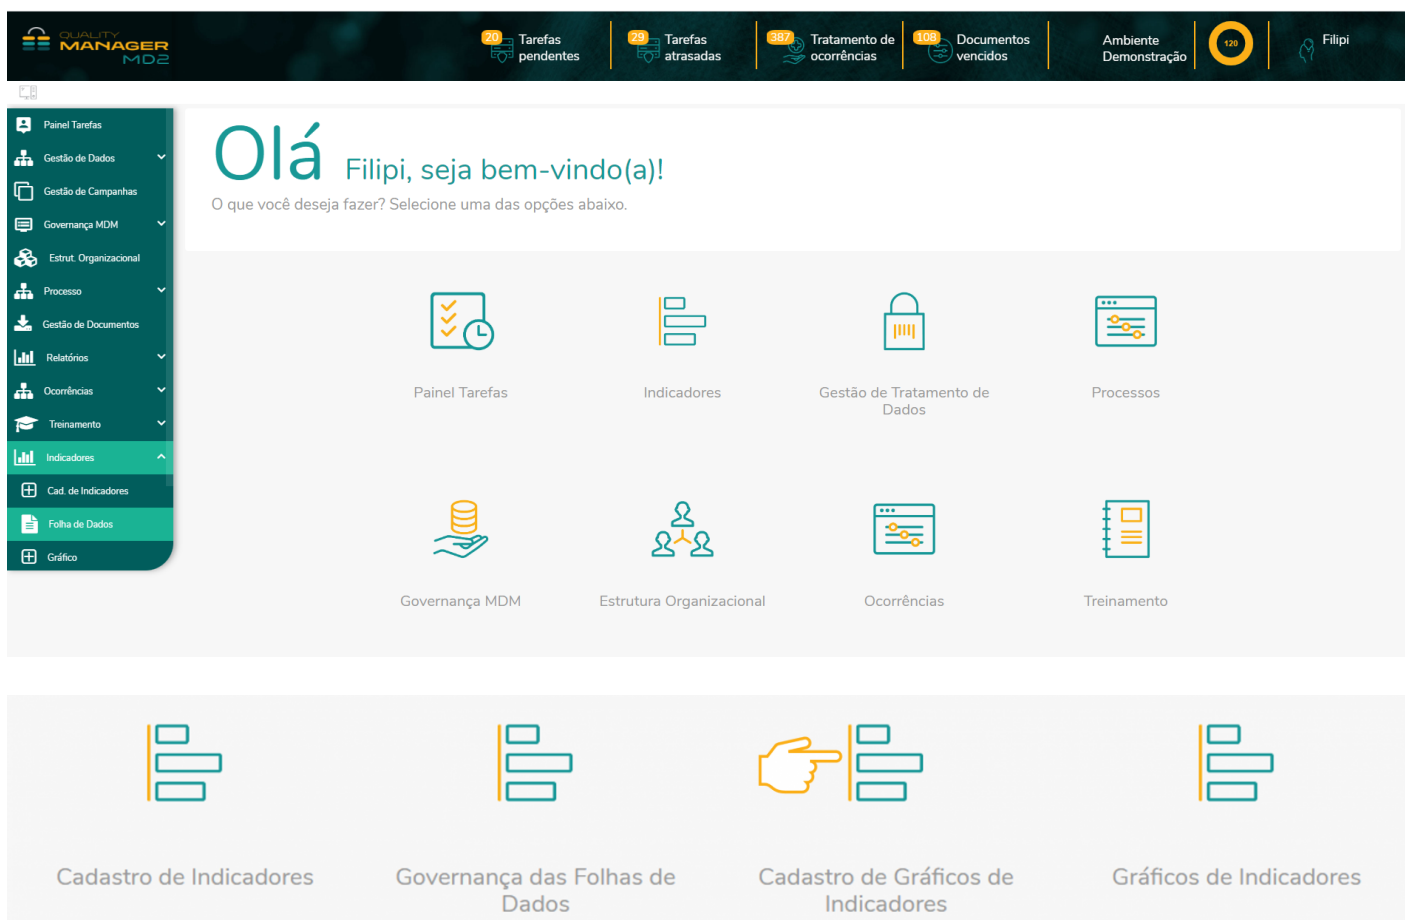 QUALITY
MANAGER
MD2
20
Tarefas
pendentes
29
Tarefas
atrasadas
387
Tratamento de
ocorrências
108
Documentos
vencidos
Ambiente
Demonstração
120
Filipi
Painel Tarefas
Gestão de Dados
Gestão de Campanhas
Governança MDM
Estrut. Organizacional
Processo
Gestão de Documentos
Relatórios
Ocorrências
Treinamento
Indicadores
Cad. de Indicadores
Folha de Dados
Gráfico
Olá Filipi, seja bem-vindo(a)!
O que você deseja fazer? Selecione uma das opções abaixo.
Painel Tarefas
Indicadores
Gestão de Tratamento de
Dados
Processos
Governança MDM
Estrutura Organizacional
Ocorrências
Treinamento
Cadastro de Indicadores
Governança das Folhas de
Dados
Cadastro de Gráficos de
Indicadores
Gráficos de Indicadores